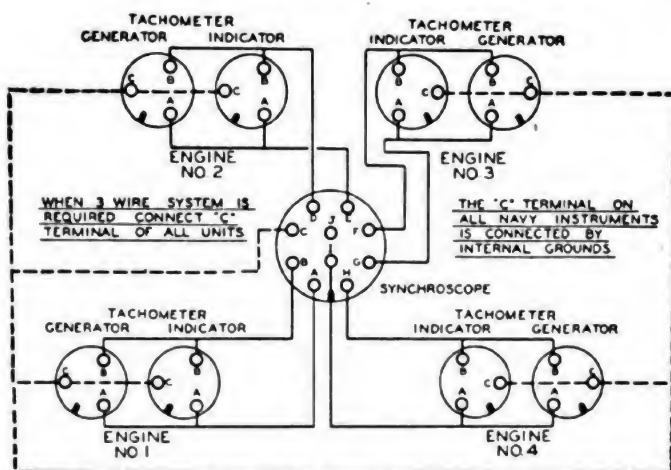 TACHOMETER
GENERATOR INDICATOR
B B
C C
A A
ENGINE
NO. 2
TACHOMETER
INDICATOR GENERATOR
B B
C C
A A
ENGINE
NO. 3
WHEN 3 WIRE SYSTEM IS
REQUIRED CONNECT "C"
TERMINAL OF ALL UNITS
D E
C J F
B G
A H
SYNCHROSCOPE
THE "C" TERMINAL ON
ALL NAVY INSTRUMENTS
IS CONNECTED BY
INTERNAL GROUNDS
TACHOMETER
GENERATOR INDICATOR
B B
C C
A A
ENGINE
NO. 1
TACHOMETER
INDICATOR GENERATOR
B B
C C
A A
ENGINE
NO. 4